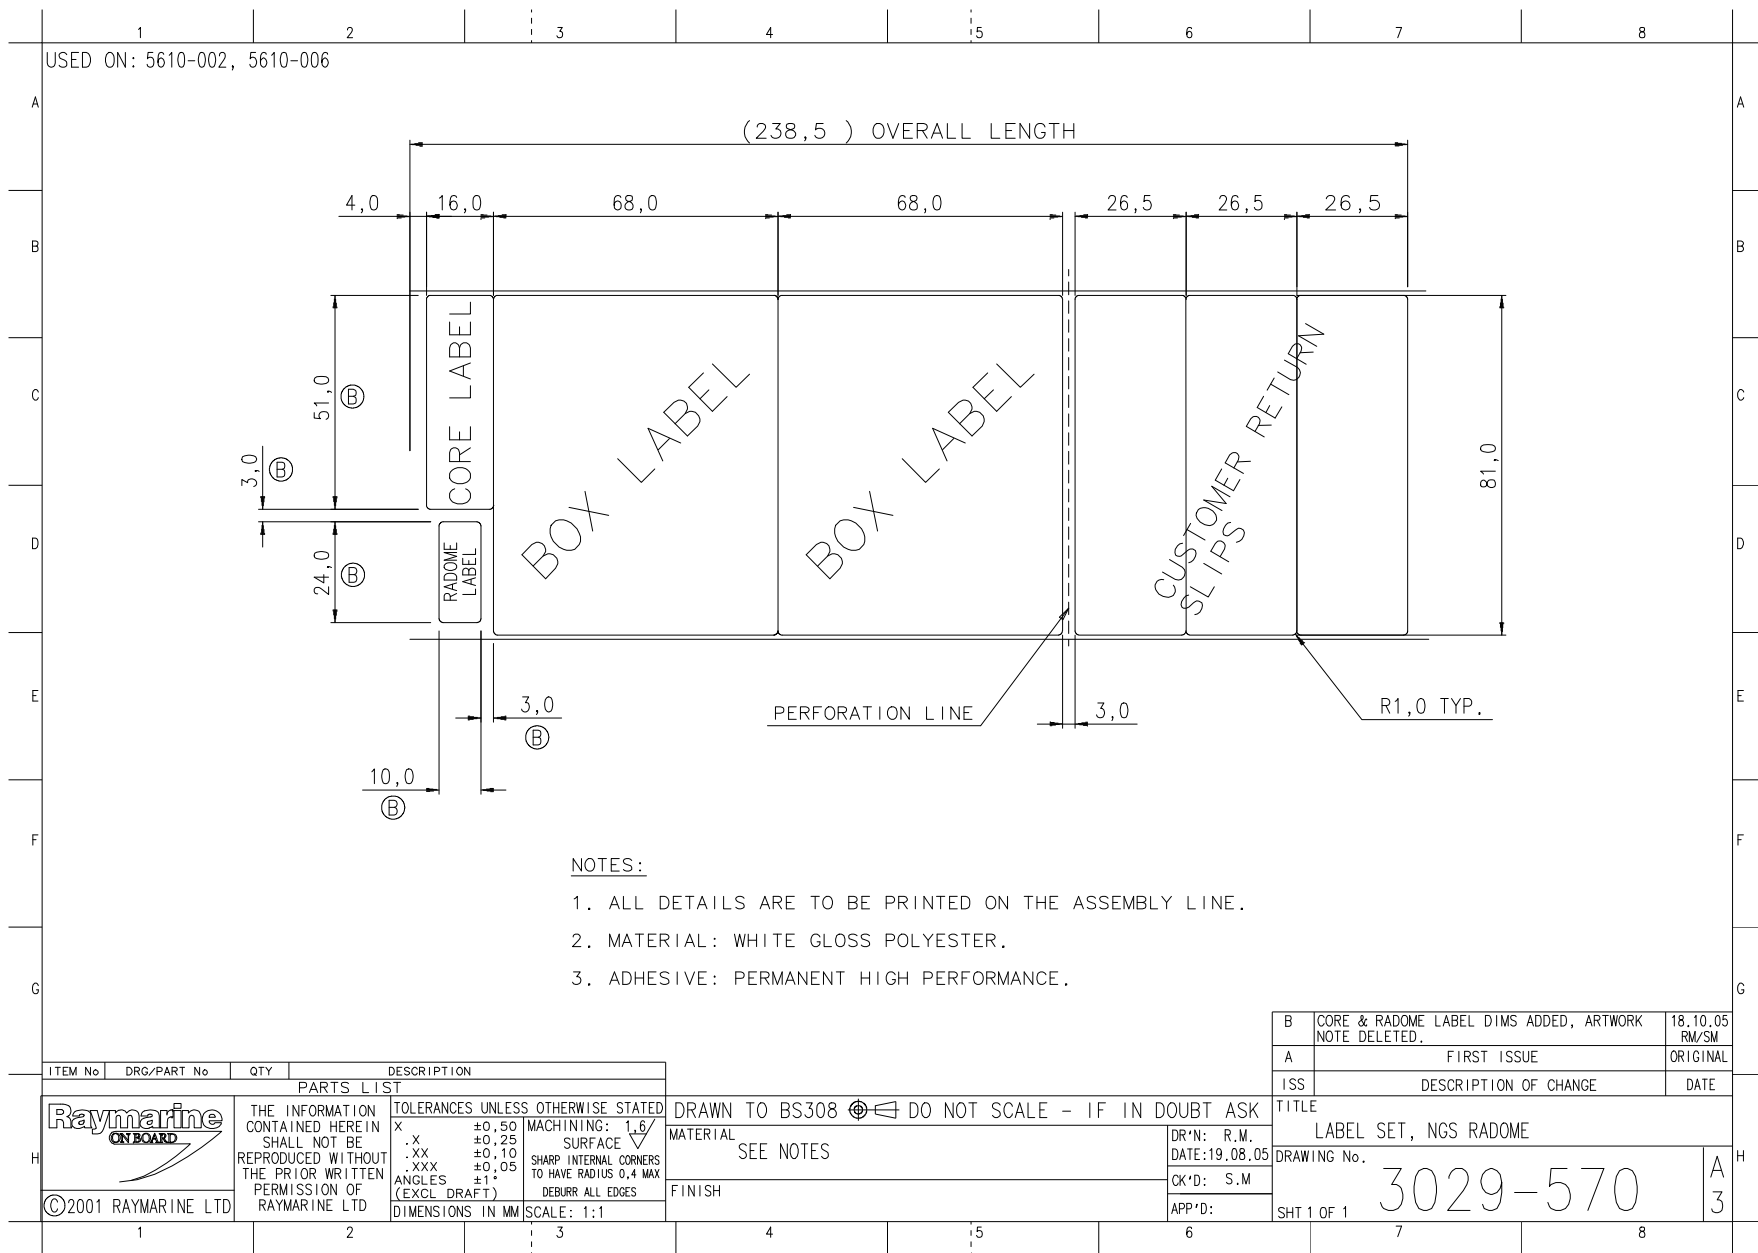 1 2 3 4 5 6 7 8
USED ON: 5610-002, 5610-006
A A
(238,5 ) OVERALL LENGTH
4,0 16,0 68,0 68,0 26,5 26,5 26,5
B B
51,0 B
CORE LABEL
BOX LABEL
BOX LABEL
CUSTOMER RETURN
SLIPS
81,0
C C
3,0 B
D D
24,0 B
RADOME
LABEL
E E
3,0
B
PERFORATION LINE
3,0
R1,0 TYP.
10,0
B
F F
NOTES:
1. ALL DETAILS ARE TO BE PRINTED ON THE ASSEMBLY LINE.
2. MATERIAL: WHITE GLOSS POLYESTER.
3. ADHESIVE: PERMANENT HIGH PERFORMANCE.
G G
B CORE & RADOME LABEL DIMS ADDED, ARTWORK 18.10.05
NOTE DELETED. RM/SM
A FIRST ISSUE ORIGINAL
ISS DESCRIPTION OF CHANGE DATE
ITEM No DRG/PART No QTY DESCRIPTION
PARTS LIST
Raymarine
ON BOARD
©2001 RAYMARINE LTD
THE INFORMATION
CONTAINED HEREIN
SHALL NOT BE
REPRODUCED WITHOUT
THE PRIOR WRITTEN
PERMISSION OF
RAYMARINE LTD
TOLERANCES UNLESS OTHERWISE STATED
X ±0,50
.X ±0,25
.XX ±0,10
.XXX ±0,05
ANGLES ±1°
(EXCL DRAFT)
DIMENSIONS IN MM
MACHINING: 1,6
SURFACE
SHARP INTERNAL CORNERS
TO HAVE RADIUS 0,4 MAX
DEBURR ALL EDGES
SCALE: 1:1
DRAWN TO BS308 DO NOT SCALE - IF IN DOUBT ASK
MATERIAL
SEE NOTES
FINISH
DR'N: R.M.
DATE:19.08.05
CK'D: S.M
APP'D:
TITLE
LABEL SET, NGS RADOME
DRAWING No.
3029-570
SHT 1 OF 1
A
3
H H
1 2 3 4 5 6 7 8